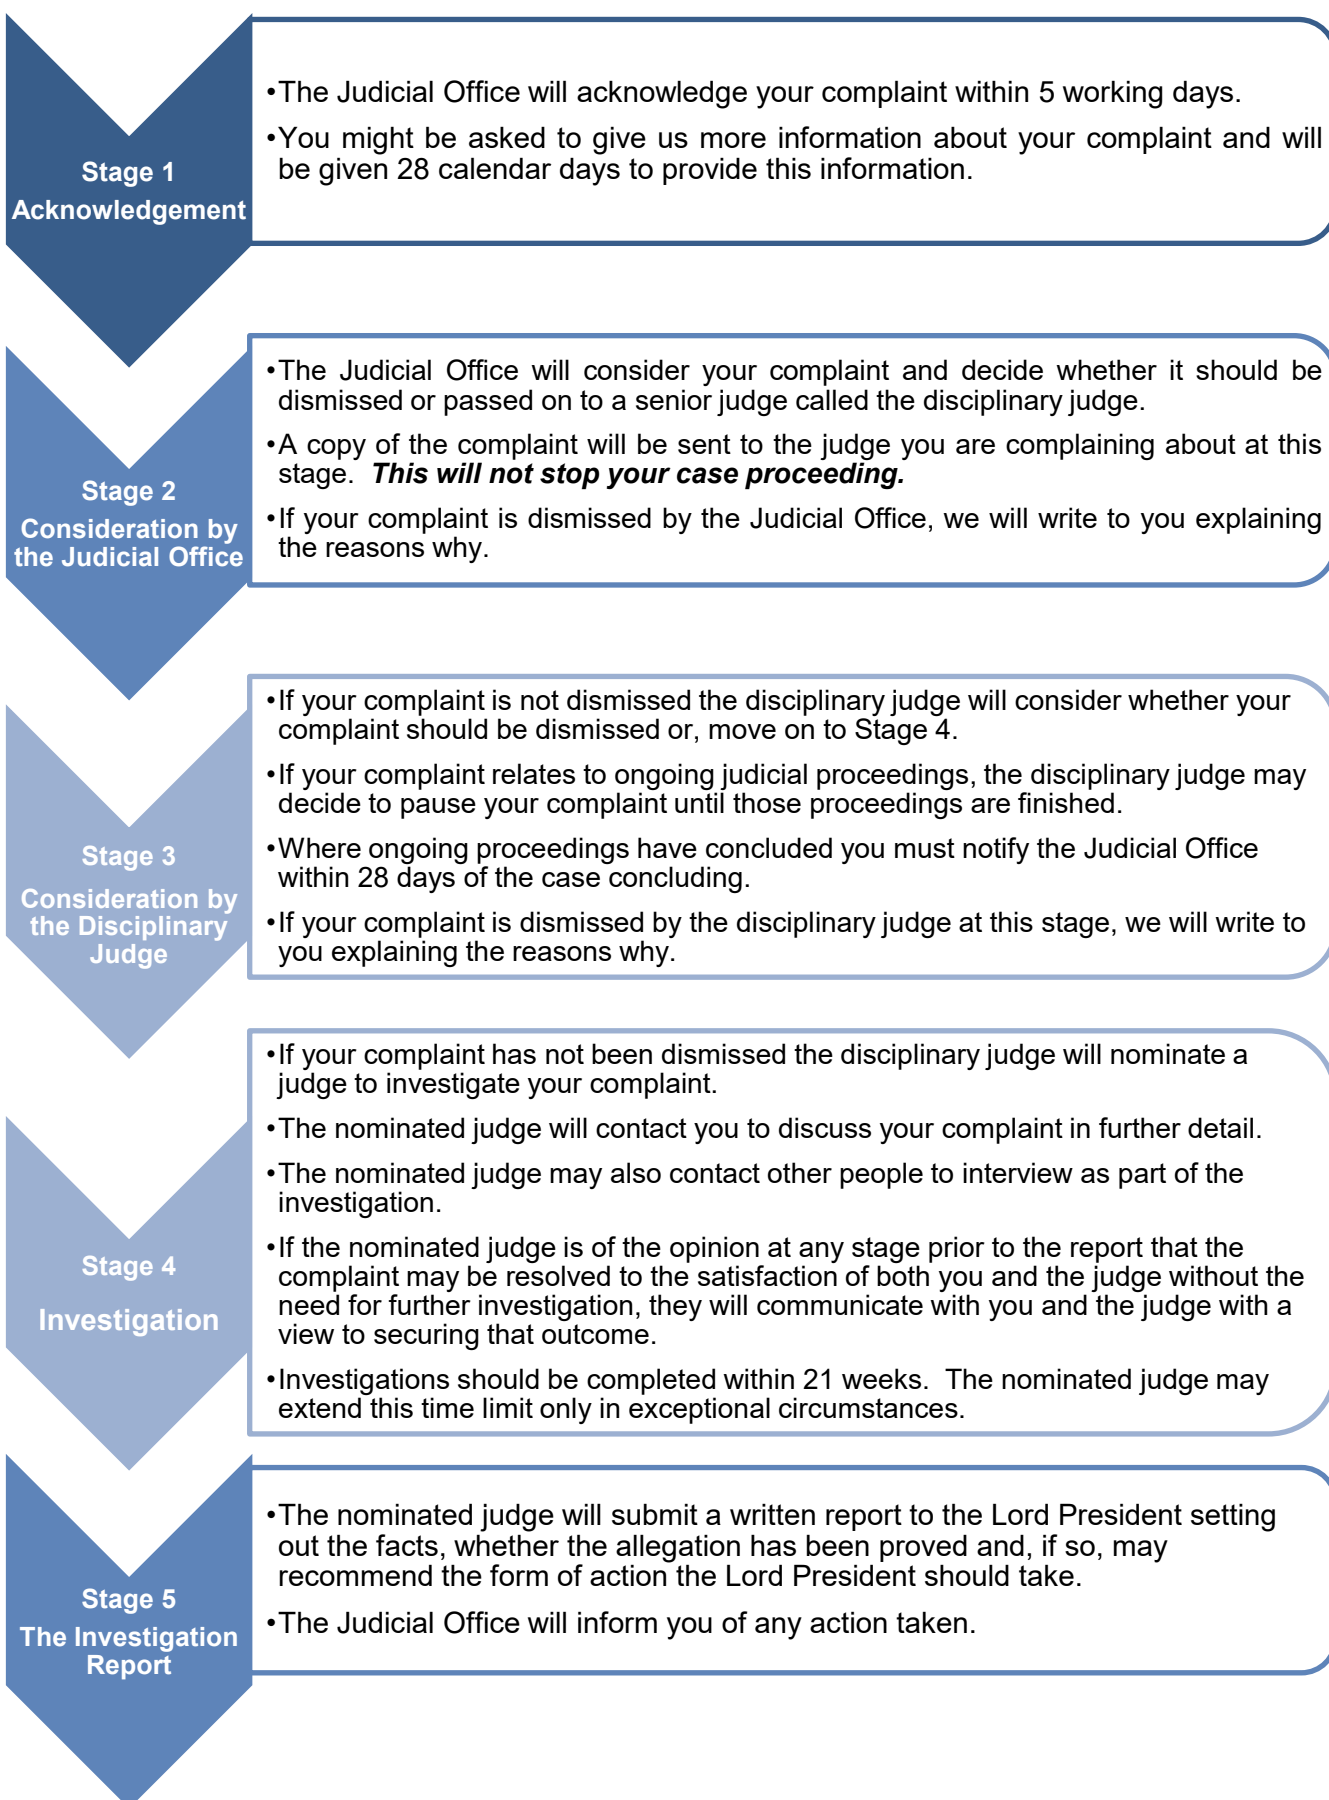 Stage 1
Acknowledgement
•The Judicial Office will acknowledge your complaint within 5 working days.
•You might be asked to give us more information about your complaint and will
be given 28 calendar days to provide this information.
Stage 2
Consideration by
the Judicial Office
•The Judicial Office will consider your complaint and decide whether it should be
dismissed or passed on to a senior judge called the disciplinary judge.
•A copy of the complaint will be sent to the judge you are complaining about at this
stage.  This will not stop your case proceeding.
•If your complaint is dismissed by the Judicial Office, we will write to you explaining
the reasons why.
Stage 3
Consideration by
the Disciplinary
Judge
•If your complaint is not dismissed the disciplinary judge will consider whether your
complaint should be dismissed or, move on to Stage 4.
•If your complaint relates to ongoing judicial proceedings, the disciplinary judge may
decide to pause your complaint until those proceedings are finished.
•Where ongoing proceedings have concluded you must notify the Judicial Office
within 28 days of the case concluding.
•If your complaint is dismissed by the disciplinary judge at this stage, we will write to
you explaining the reasons why.
Stage 4
Investigation
•If your complaint has not been dismissed the disciplinary judge will nominate a
judge to investigate your complaint.
•The nominated judge will contact you to discuss your complaint in further detail.
•The nominated judge may also contact other people to interview as part of the
investigation.
•If the nominated judge is of the opinion at any stage prior to the report that the
complaint may be resolved to the satisfaction of both you and the judge without the
need for further investigation, they will communicate with you and the judge with a
view to securing that outcome.
•Investigations should be completed within 21 weeks.  The nominated judge may
extend this time limit only in exceptional circumstances.
Stage 5
The Investigation
Report
•The nominated judge will submit a written report to the Lord President setting
out the facts, whether the allegation has been proved and, if so, may
recommend the form of action the Lord President should take.
•The Judicial Office will inform you of any action taken.